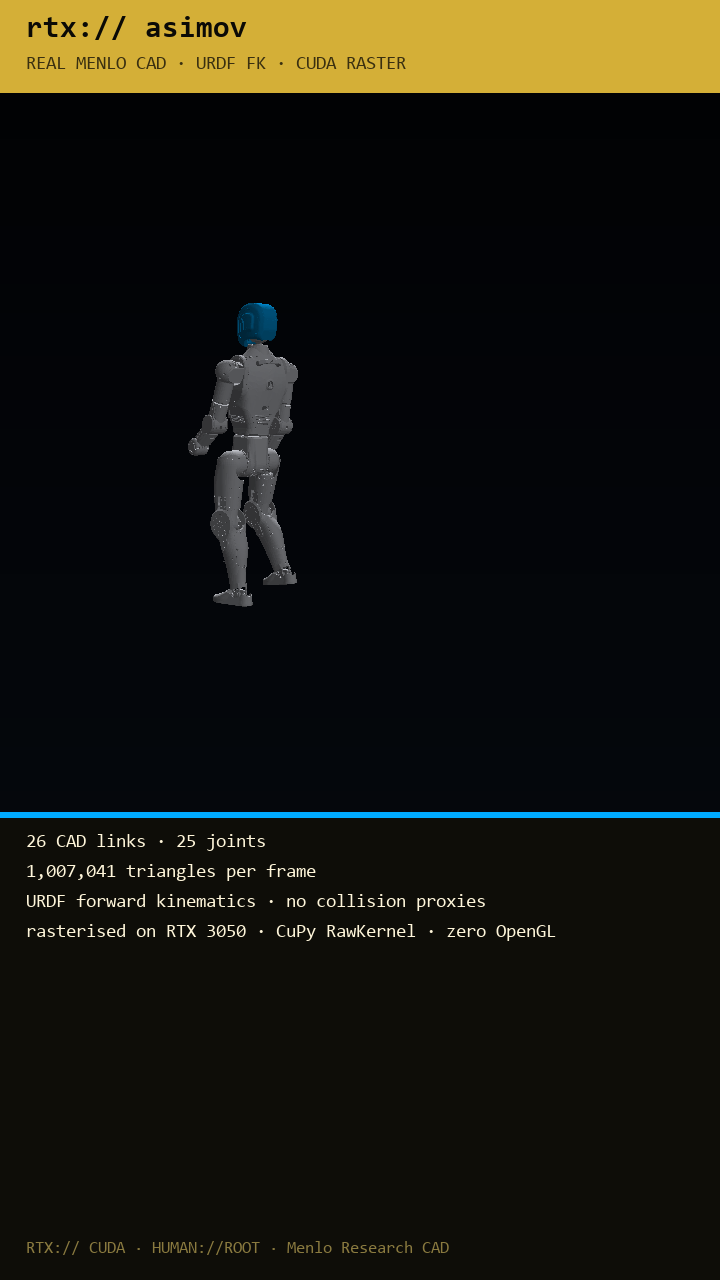 rtx:// asimov
REAL MENLO CAD · URDF FK · CUDA RASTER
26 CAD links · 25 joints
1,007,041 triangles per frame
URDF forward kinematics · no collision proxies
rasterised on RTX 3050 · CuPy RawKernel · zero OpenGL
RTX:// CUDA · HUMAN://ROOT · Menlo Research CAD